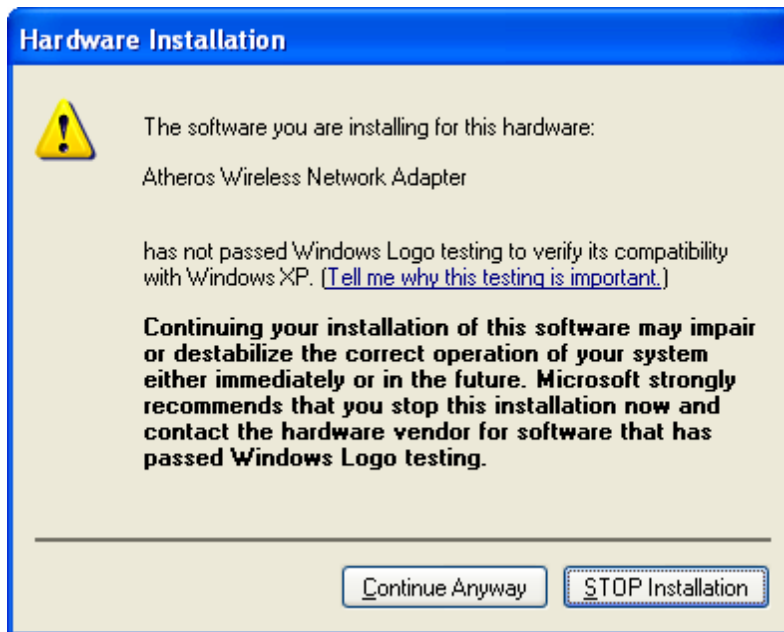 Hardware Installation
The software you are installing for this hardware:
Atheros Wireless Network Adapter
has not passed Windows Logo testing to verify its compatibility
with Windows XP. (Tell me why this testing is important.)
Continuing your installation of this software may impair
or destabilize the correct operation of your system
either immediately or in the future. Microsoft strongly
recommends that you stop this installation now and
contact the hardware vendor for software that has
passed Windows Logo testing.
Continue Anyway
STOP Installation